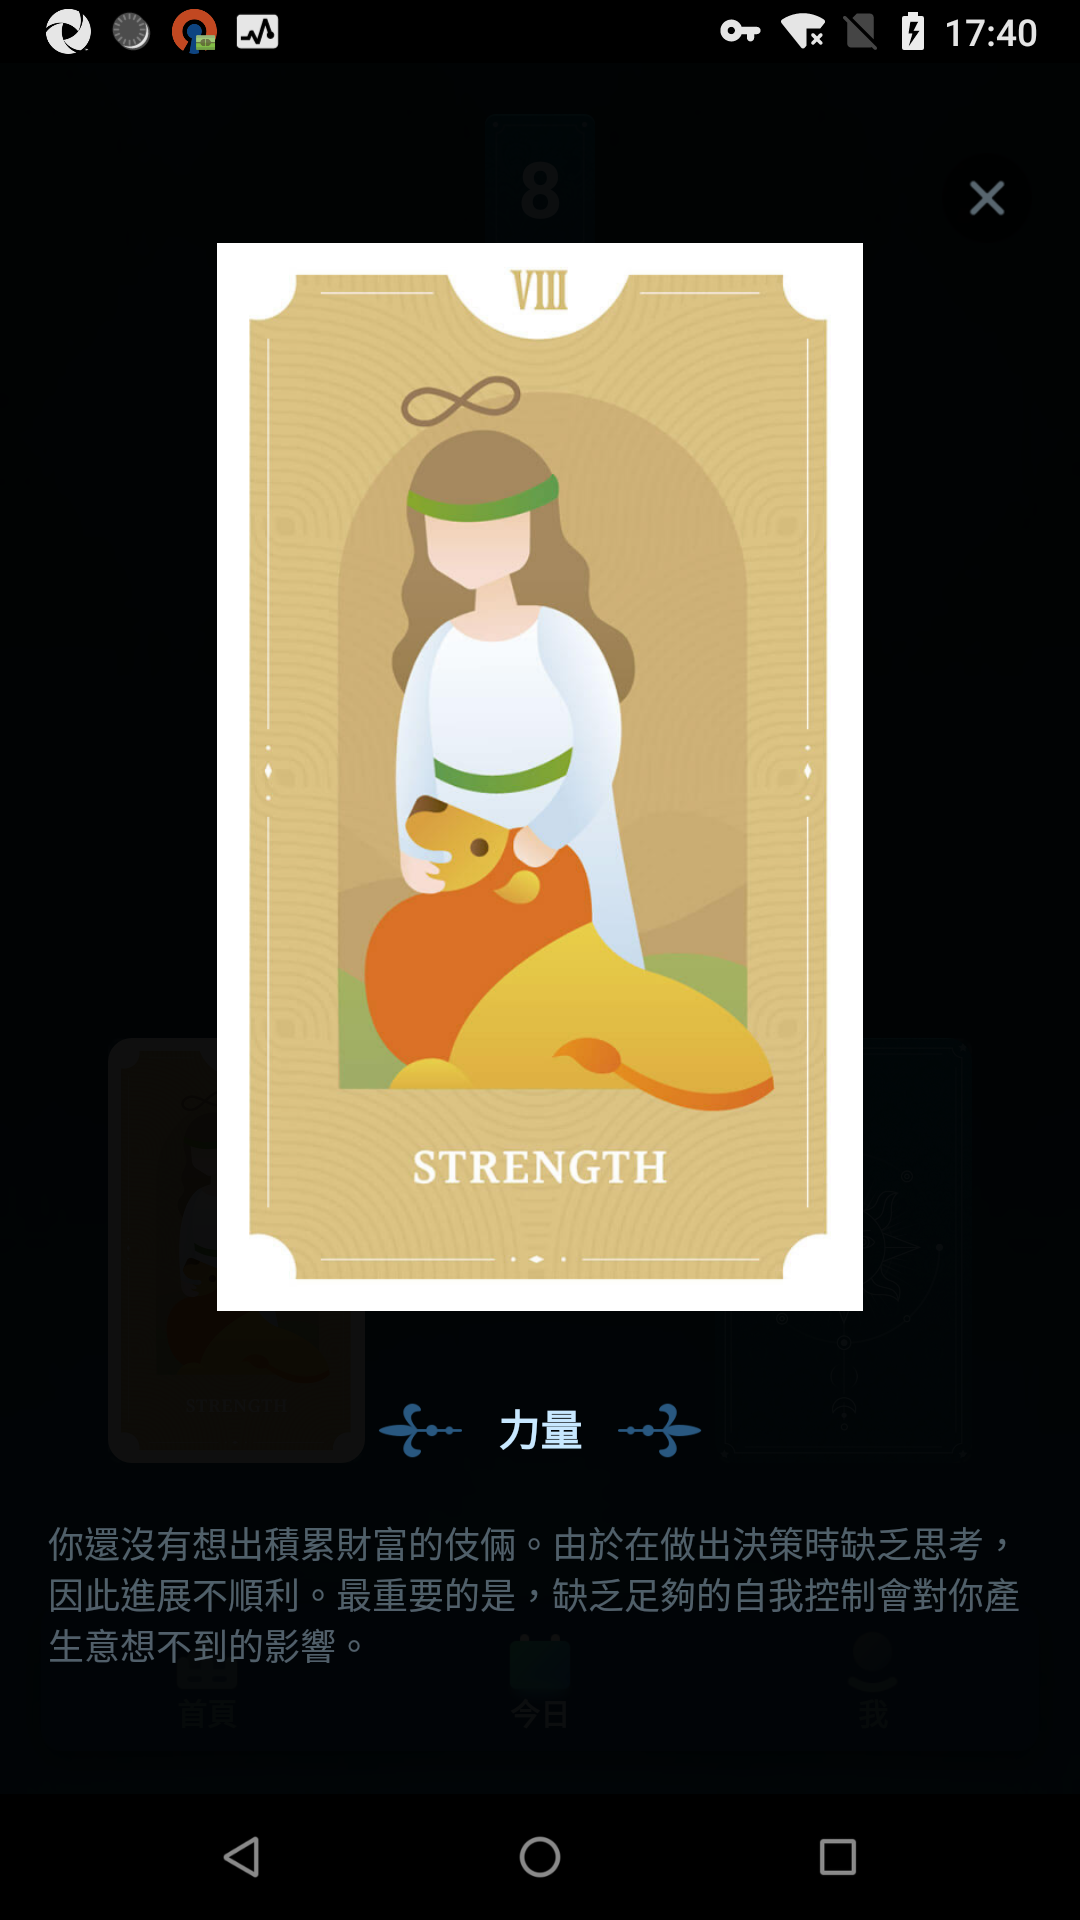 17:40
8
VIII
STRENGTH
STRENGTH
力量
你還沒有想出積累財富的伎倆。由於在做出決策時缺乏思考，
因此進展不順利。最重要的是，缺乏足夠的自我控制會對你產
生意想不到的影響。
首頁
今日
我